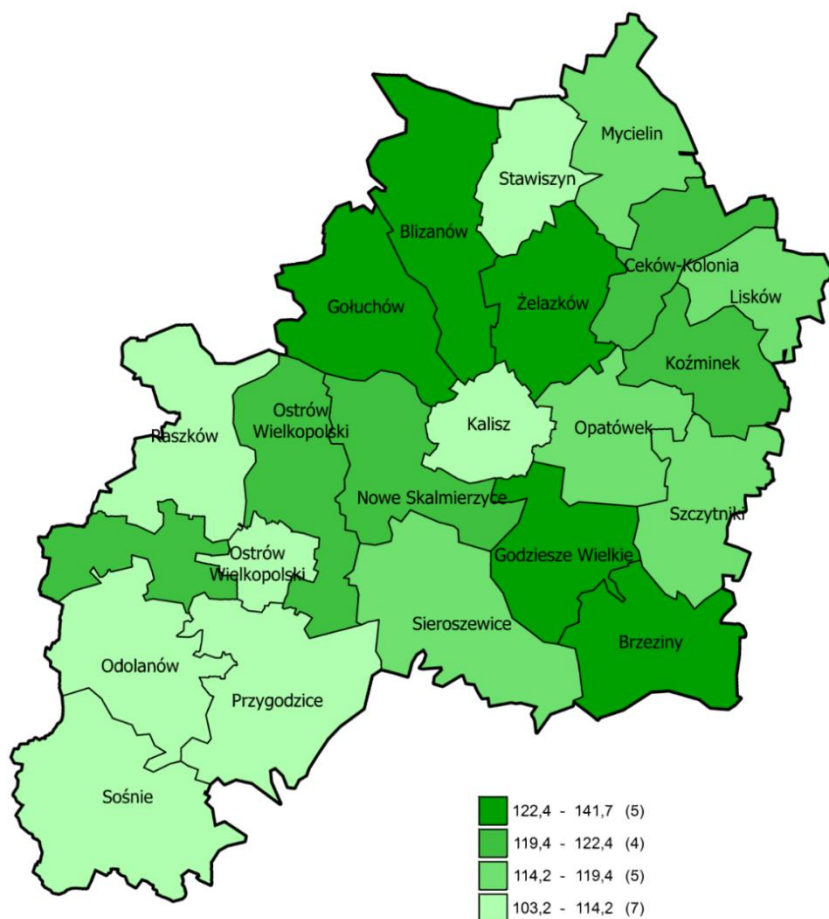 Mycielin
Stawiszyn
Blizanów
Ceków-Kolonia
Lisków
Gołuchów
Żelazków
Koźminek
Ostrów
Wielkopolski
Raszków
Kalisz
Opatówek
Nowe Skalmierzyce
Szczytniki
Ostrów
Wielkopolski
Godziesze Wielkie
Sieroszewice
Brzeziny
Odolanów
Przygodzice
Sośnie
122,4 - 141,7 (5)
119,4 - 122,4 (4)
114,2 - 119,4 (5)
103,2 - 114,2 (7)